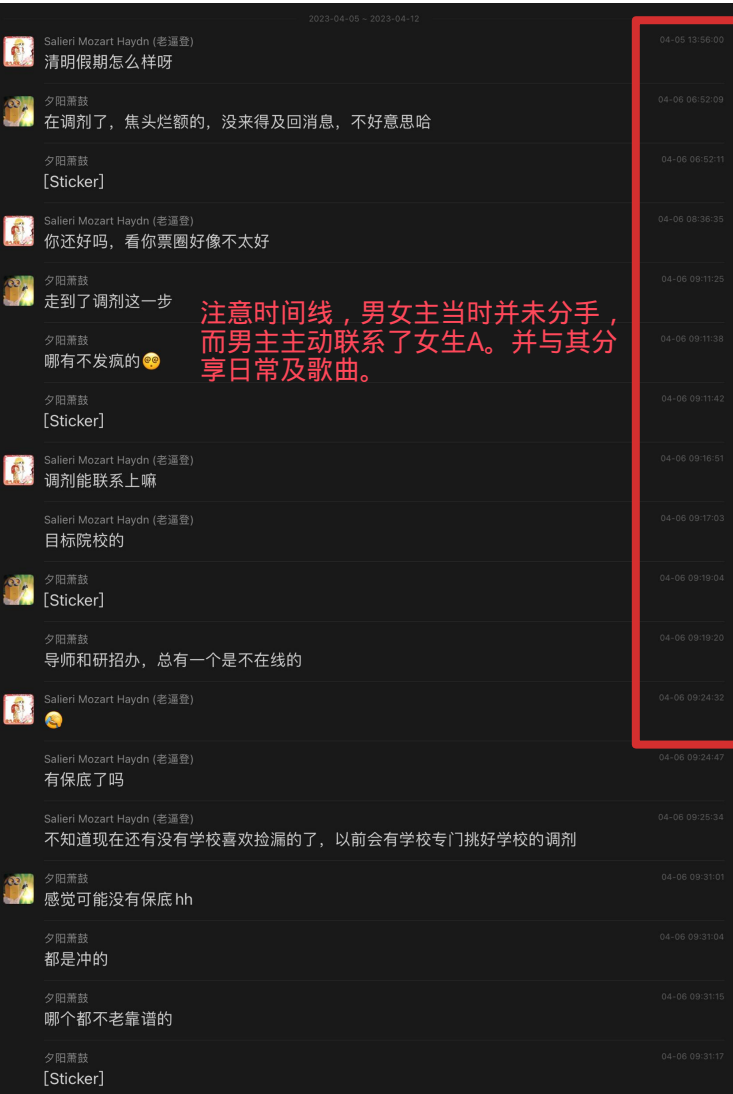 2023-04-05 ~ 2023-04-12
Salieri Mozart Haydn (老逼登)
04-05 13:56:00
清明假期怎么样呀
夕阳萧鼓
04-06 06:52:09
在调剂了，焦头烂额的，没来得及回消息，不好意思哈
夕阳萧鼓
04-06 06:52:11
[Sticker]
Salieri Mozart Haydn (老逼登)
04-06 08:36:35
你还好吗，看你票圈好像不太好
夕阳萧鼓
04-06 09:11:25
走到了调剂这一步
注意时间线，男女主当时并未分手，
而男主主动联系了女生A。并与其分
享日常及歌曲。
夕阳萧鼓
04-06 09:11:38
哪有不发疯的😵‍💫
夕阳萧鼓
04-06 09:11:42
[Sticker]
Salieri Mozart Haydn (老逼登)
04-06 09:16:51
调剂能联系上嘛
Salieri Mozart Haydn (老逼登)
04-06 09:17:03
目标院校的
夕阳萧鼓
04-06 09:19:04
[Sticker]
夕阳萧鼓
04-06 09:19:20
导师和研招办，总有一个是不在线的
Salieri Mozart Haydn (老逼登)
04-06 09:24:32
Salieri Mozart Haydn (老逼登)
04-06 09:24:47
有保底了吗
Salieri Mozart Haydn (老逼登)
04-06 09:25:34
不知道现在还有没有学校喜欢捡漏的了，以前会有学校专门挑好学校的调剂
夕阳萧鼓
04-06 09:31:01
感觉可能没有保底hh
夕阳萧鼓
04-06 09:31:04
都是冲的
夕阳萧鼓
04-06 09:31:15
哪个都不老靠谱的
夕阳萧鼓
04-06 09:31:17
[Sticker]